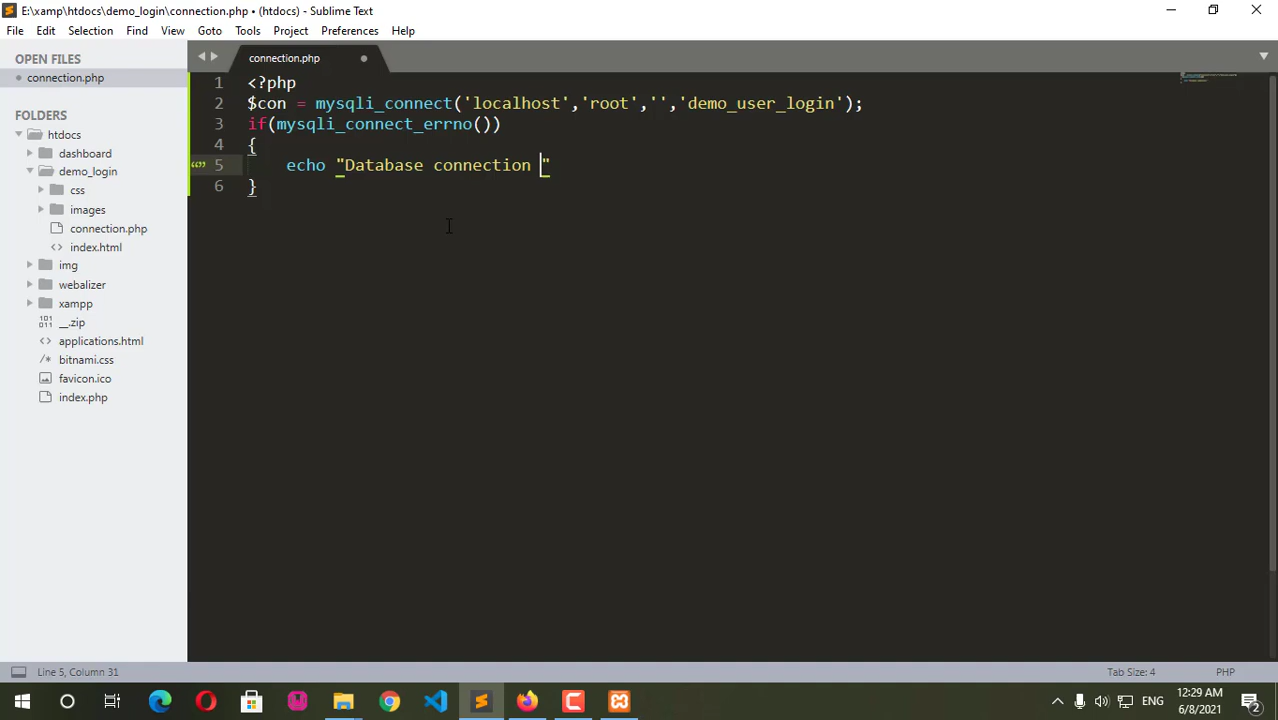 E:\xamp\htdocs\demo_login\connection.php • (htdocs) - Sublime Text
File Edit Selection Find View Goto Tools Project Preferences Help
OPEN FILES
connection.php
FOLDERS
htdocs
dashboard
demo_login
css
images
connection.php
index.html
img
webalizer
xampp
__.zip
applications.html
bitnami.css
favicon.ico
index.php
connection.php
1 <?php
2 $con = mysqli_connect('localhost','root','','demo_user_login');
3 if(mysqli_connect_errno())
4 {
5 echo "Database connection "
6 }
Line 5, Column 31
Tab Size: 4
PHP
ENG
12:29 AM
6/8/2021
2